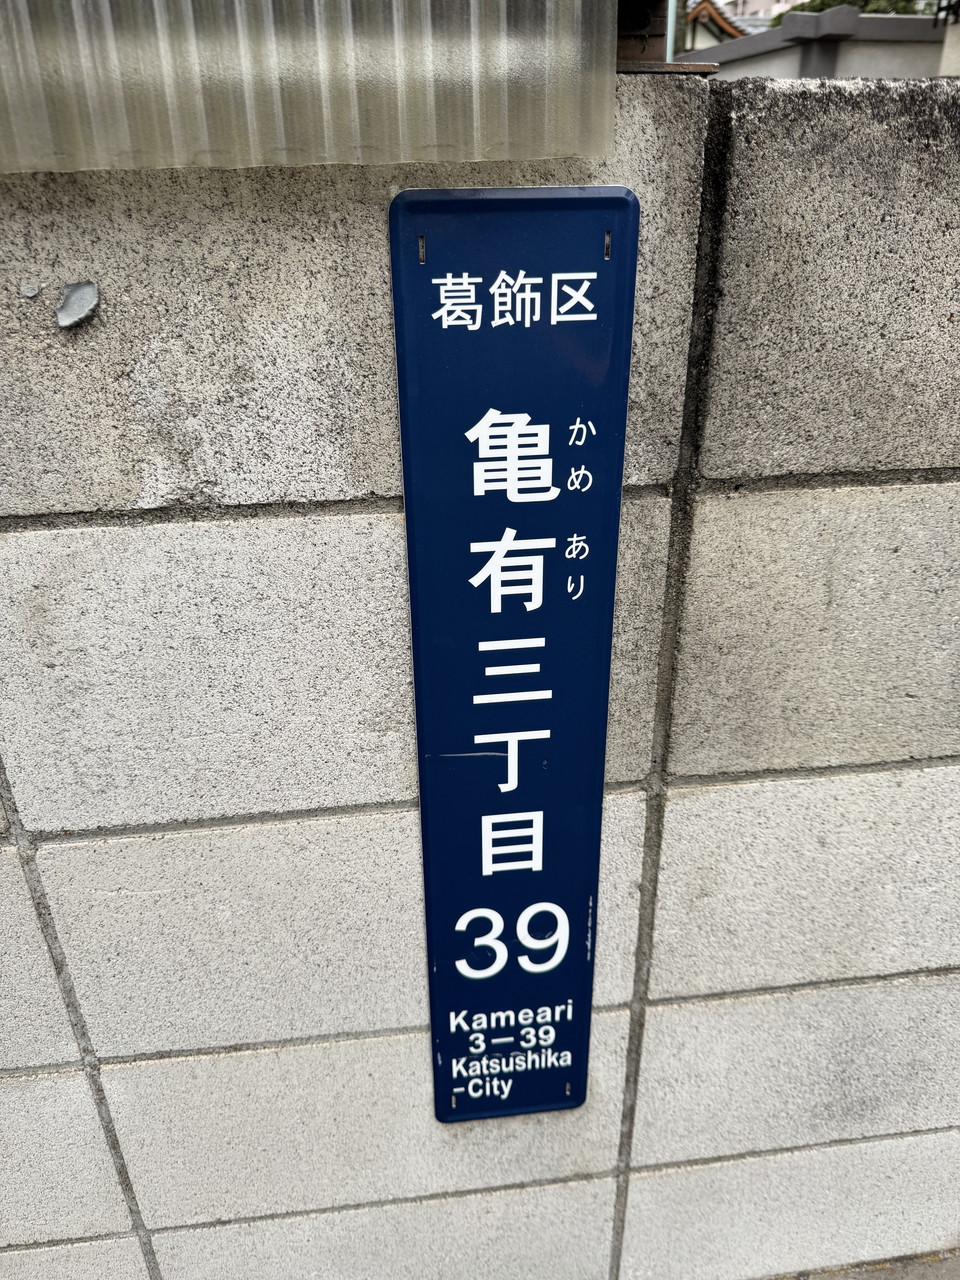 葛飾区
亀有三丁目
かめ あり
39
Kameari
3-39
Katsushika
-City